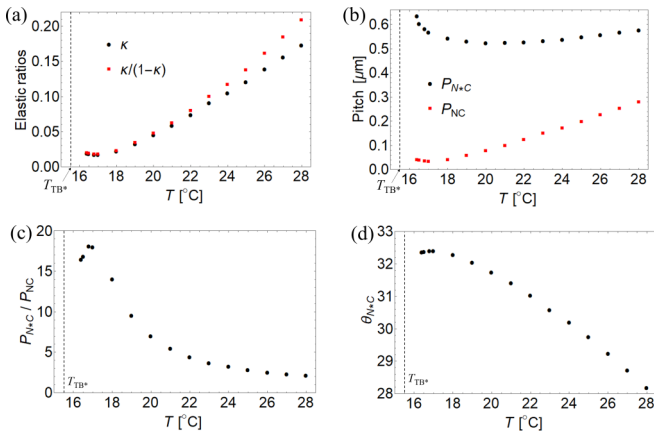 (a)
Elastic ratios
0.20
0.15
0.10
0.05
0.00
κ
κ/(1−κ)
16 18 20 22 24 26 28
T_TB*
T [°C]
(b)
Pitch [μm]
0.6
0.5
0.4
0.3
0.2
0.1
0.0
P_N*C
P_NC
16 18 20 22 24 26 28
T_TB*
T [°C]
(c)
P_N*C / P_NC
20
15
10
5
0
T_TB*
16 18 20 22 24 26 28
T [°C]
(d)
θ_N*C
33
32
31
30
29
28
T_TB*
16 18 20 22 24 26 28
T [°C]